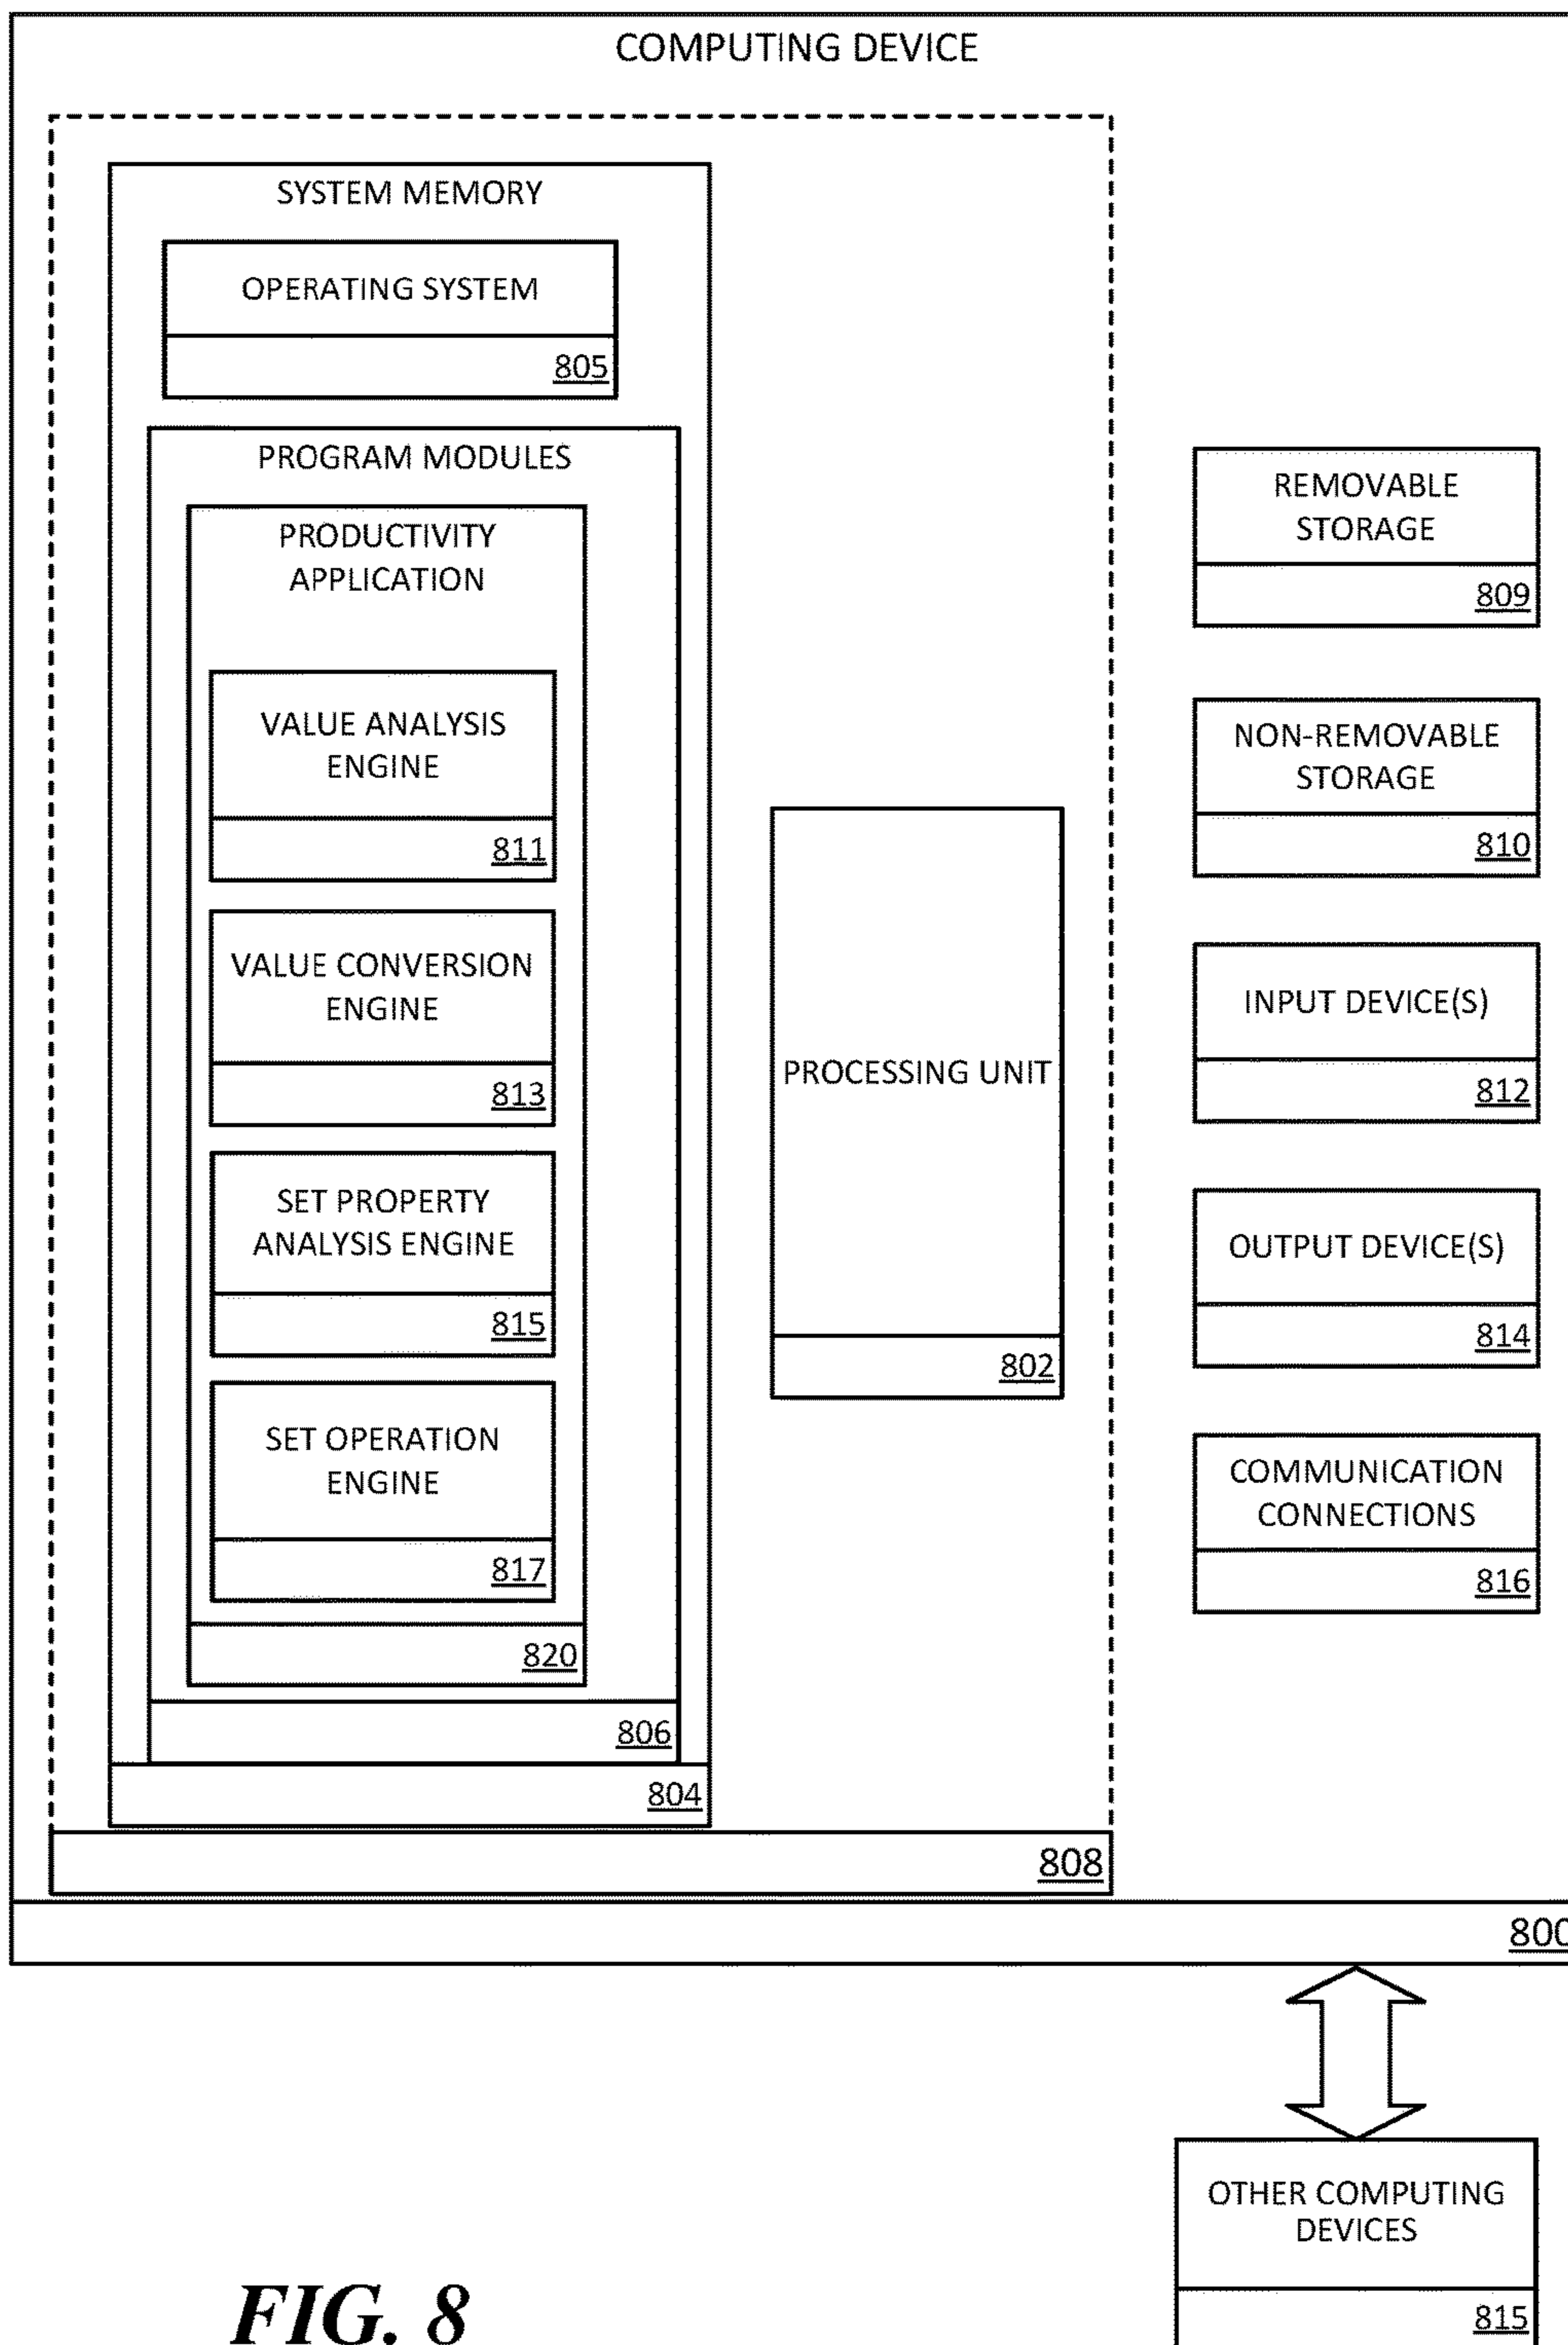 COMPUTING DEVICE
SYSTEM MEMORY
OPERATING SYSTEM
805
PROGRAM MODULES
PRODUCTIVITY
APPLICATION
VALUE ANALYSIS
ENGINE
811
VALUE CONVERSION
ENGINE
813
SET PROPERTY
ANALYSIS ENGINE
815
SET OPERATION
ENGINE
817
820
806
804
PROCESSING UNIT
802
808
REMOVABLE
STORAGE
809
NON-REMOVABLE
STORAGE
810
INPUT DEVICE(S)
812
OUTPUT DEVICE(S)
814
COMMUNICATION
CONNECTIONS
816
800
OTHER COMPUTING
DEVICES
815
FIG. 8